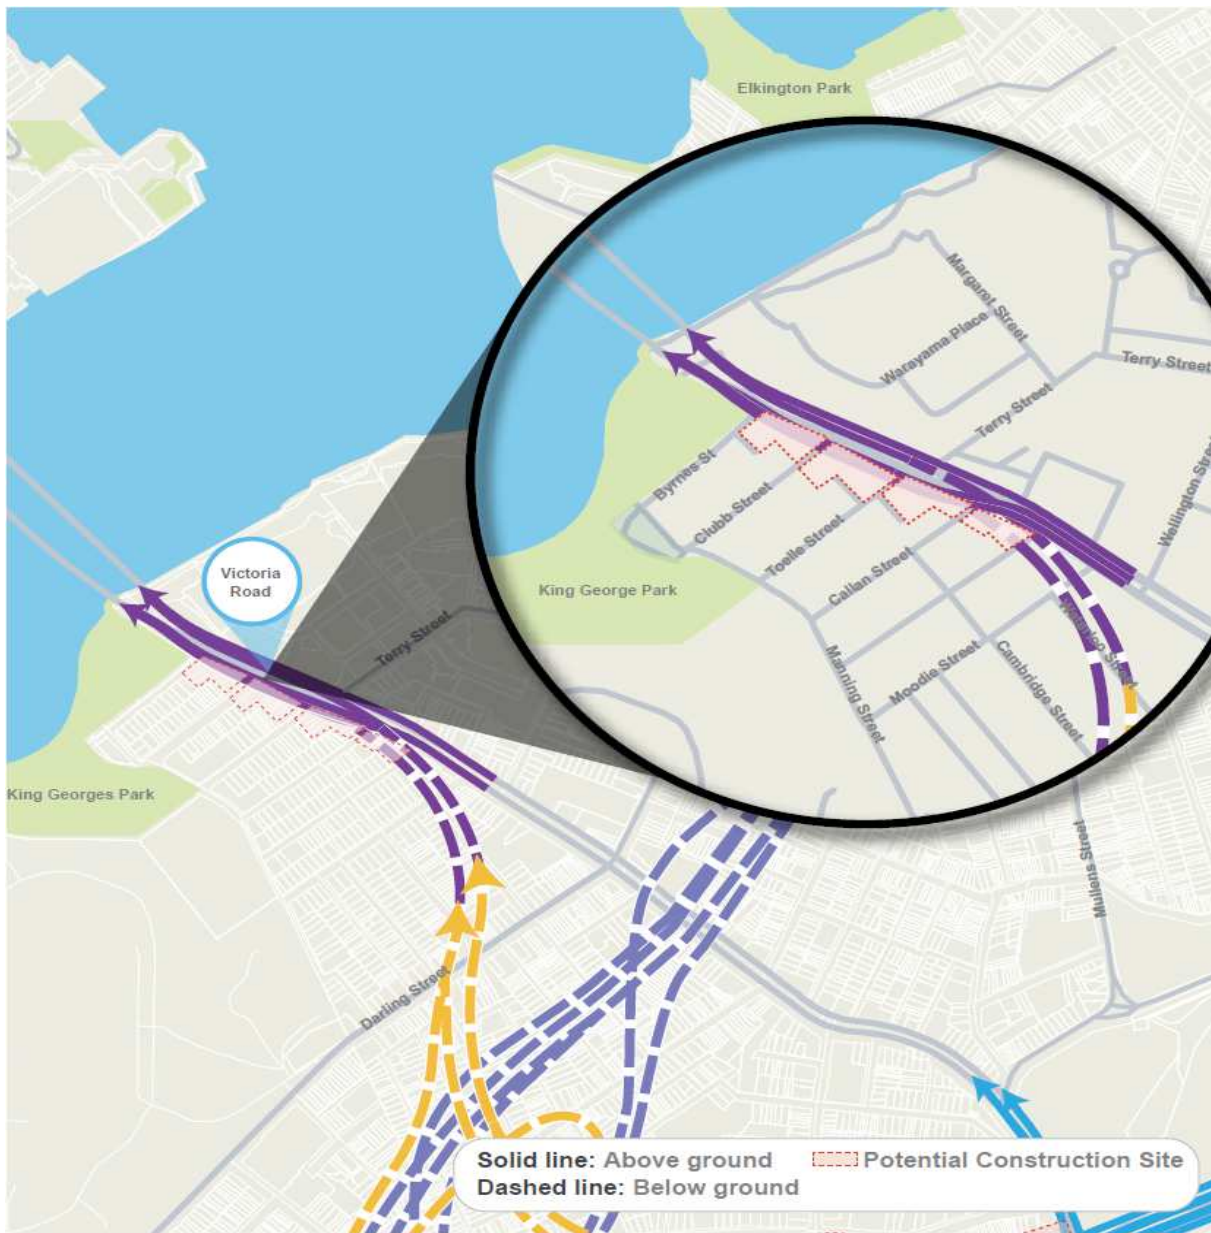 Elkington Park
Margaret Street
Warayama Place
Terry Street
Terry Street
Wellington Street
Byrnes St
Clubb Street
Toelle Street
Callan Street
King George Park
Waterloo Street
Manning Street
Moodie Street
Cambridge Street
Victoria
Road
Terry Street
King Georges Park
Mullens Street
Darling Street
Solid line: Above ground
Potential Construction Site
Dashed line: Below ground